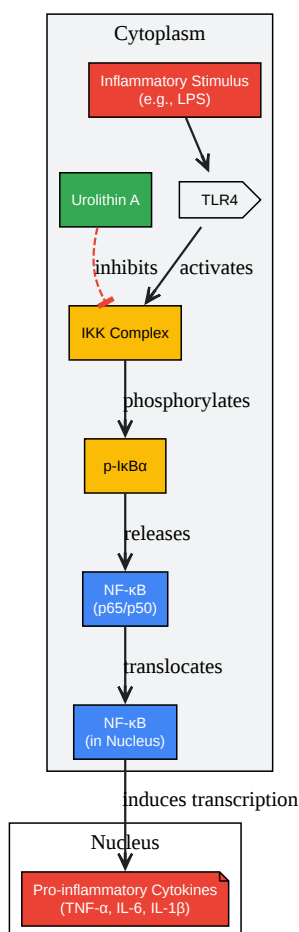 Cytoplasm
Inflammatory Stimulus
(e.g., LPS)
Urolithin A
TLR4
inhibits
activates
IKK Complex
phosphorylates
p-IκBα
releases
NF-κB
(p65/p50)
translocates
NF-κB
(in Nucleus)
induces transcription
Nucleus
Pro-inflammatory Cytokines
(TNF-α, IL-6, IL-1β)